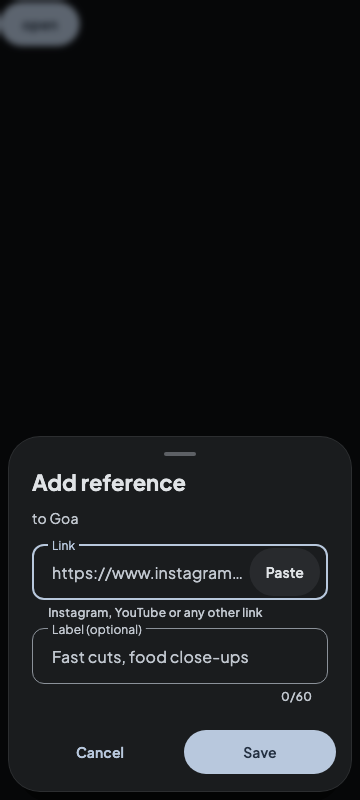 open
Add reference
to Goa
Link
https://www.instagram...
Paste
Instagram, YouTube or any other link
Label (optional)
Fast cuts, food close-ups
0/60
Cancel
Save